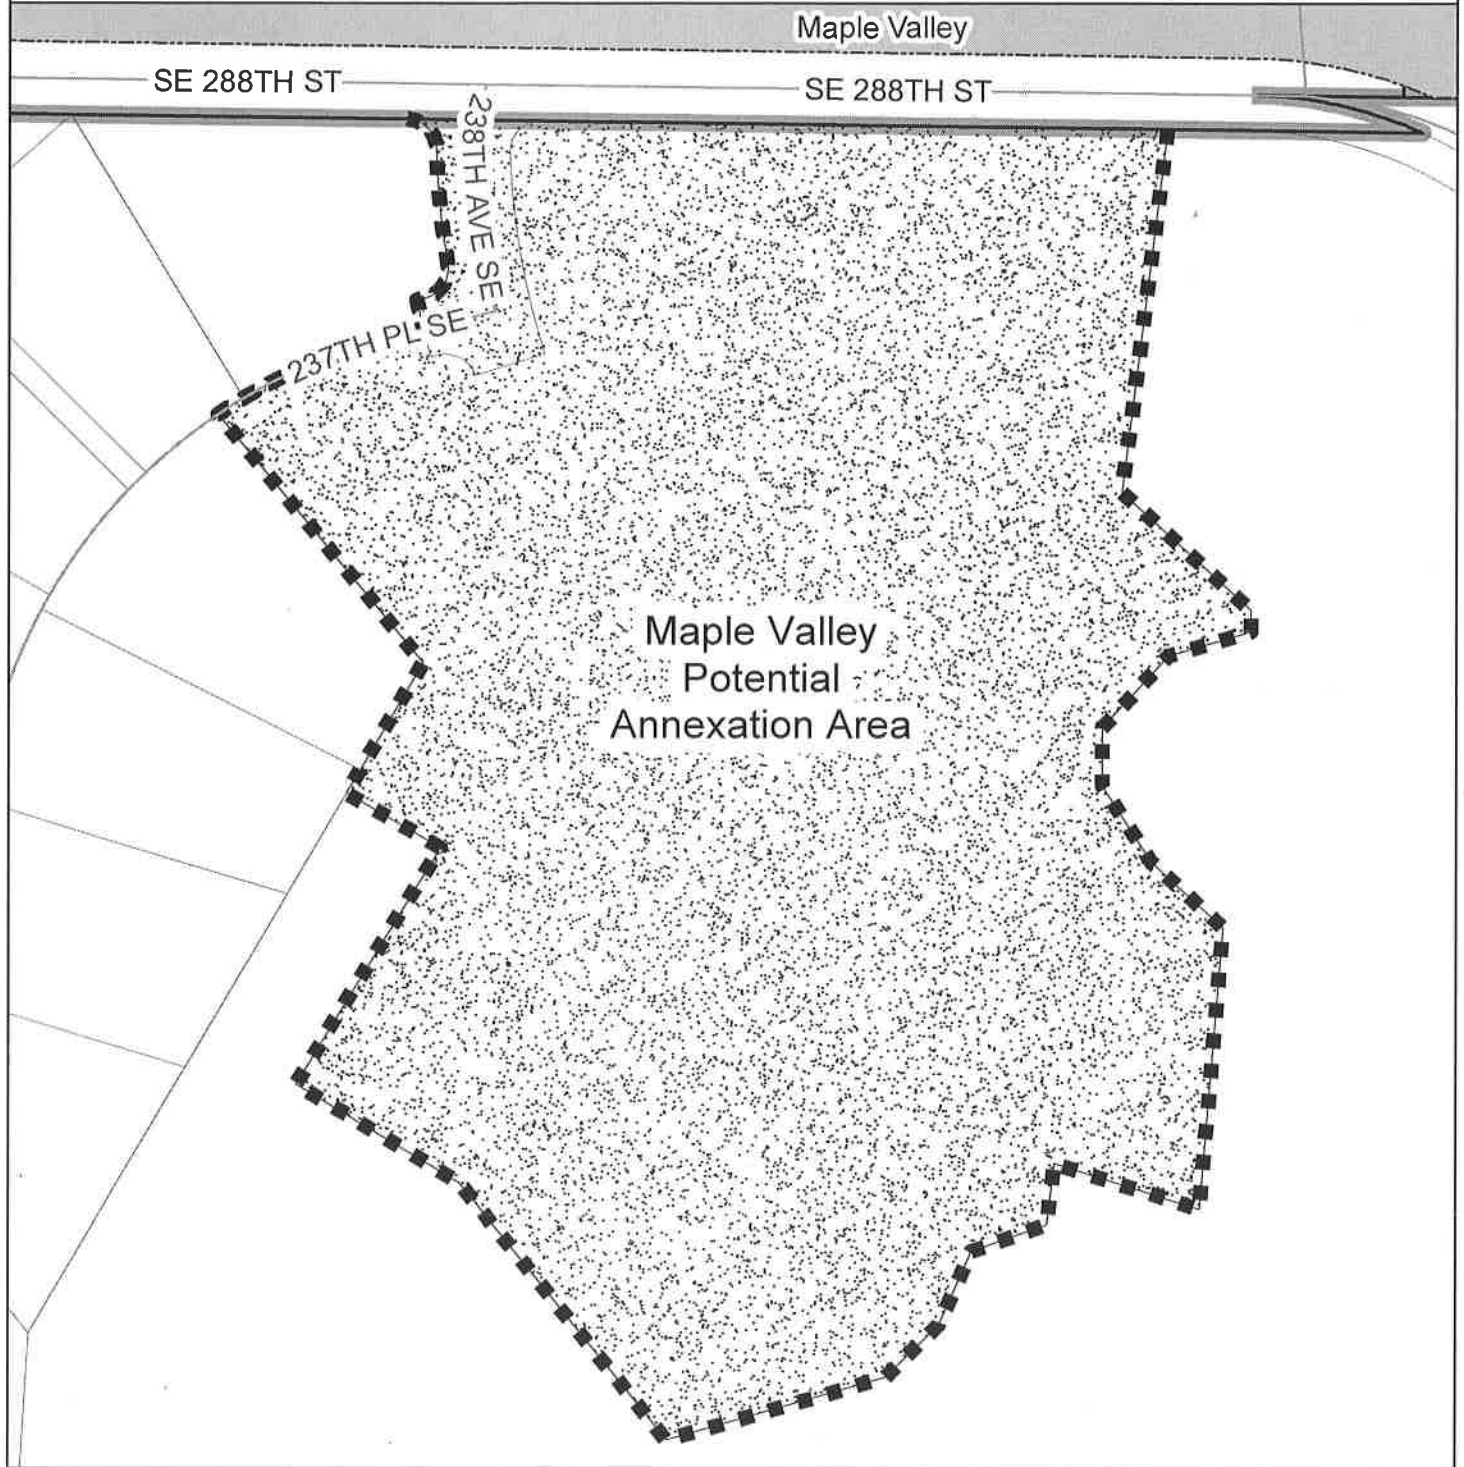 Maple Valley
SE 288TH ST
SE 288TH ST
238TH AVE SE
237TH PL SE
Maple Valley
Potential
Annexation Area